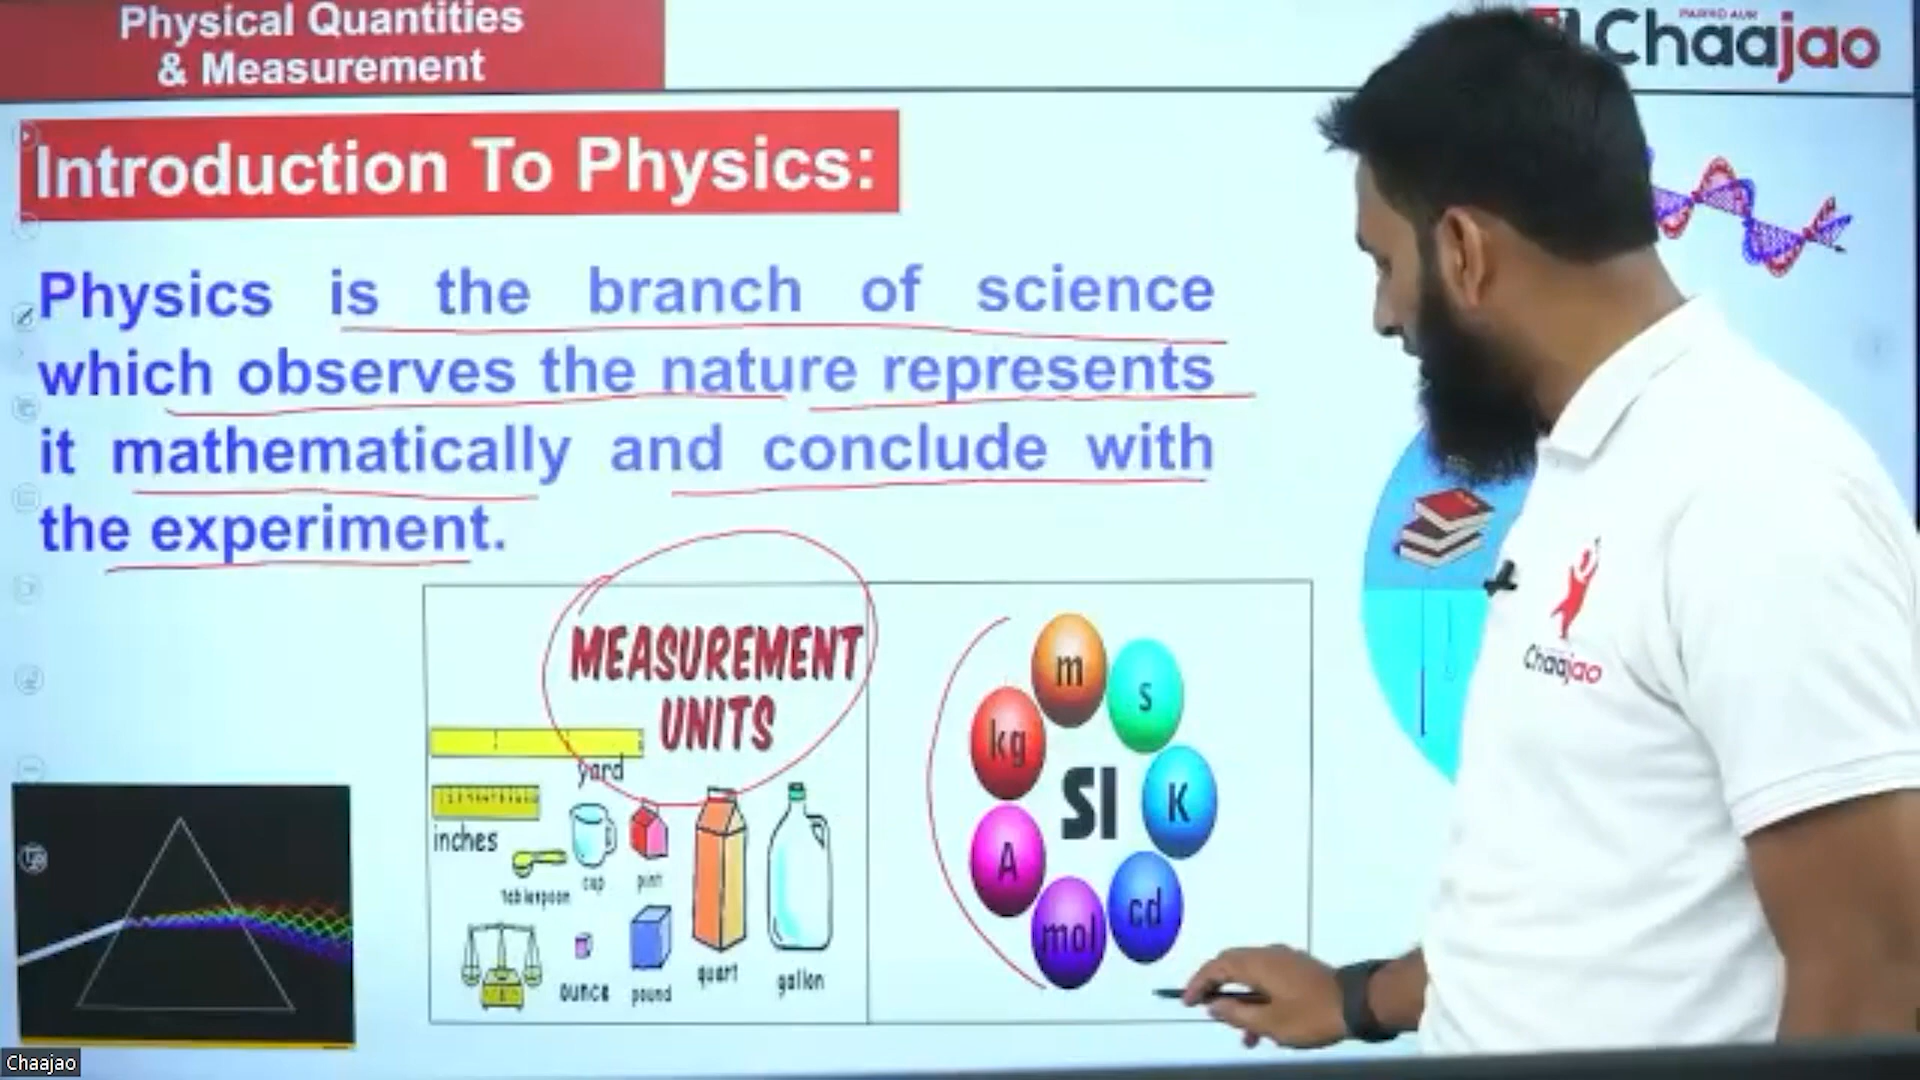 Physical Quantities
& Measurement
PARHO AUR
Chaajao
Introduction To Physics:
Physics is the branch of science
which observes the nature represents
it mathematically and conclude with
the experiment.
MEASUREMENT
UNITS
yard
inches
tablespoon
cup
pint
ounce
pound
quart
gallon
m
s
kg
SI
K
A
mol
cd
Chaajao
Chaajao